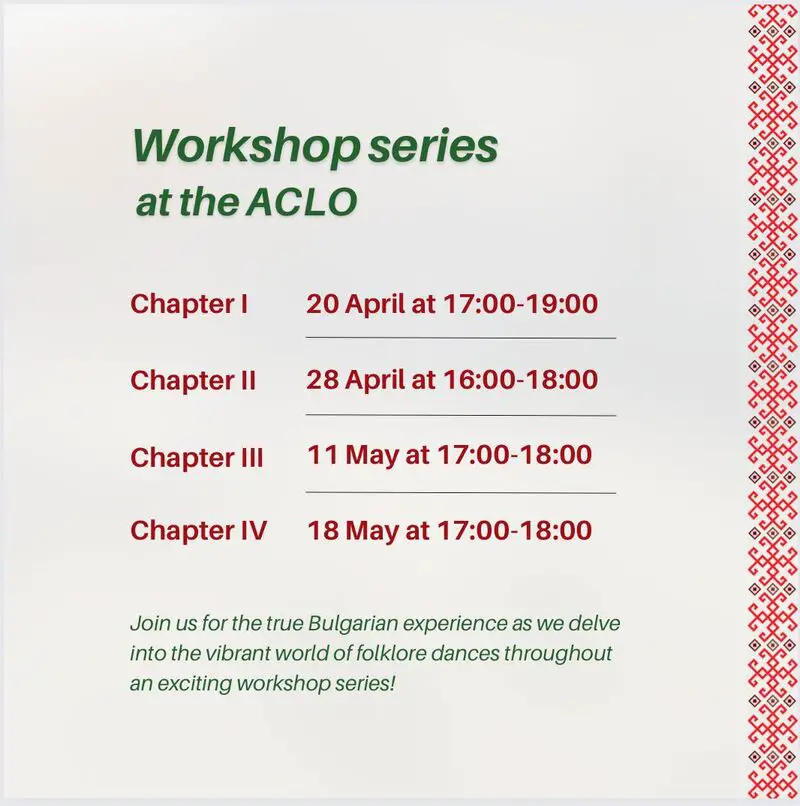 Workshop series
at the ACLO
Chapter I 20 April at 17:00-19:00
Chapter II 28 April at 16:00-18:00
Chapter III 11 May at 17:00-18:00
Chapter IV 18 May at 17:00-18:00
Join us for the true Bulgarian experience as we delve
into the vibrant world of folklore dances throughout
an exciting workshop series!